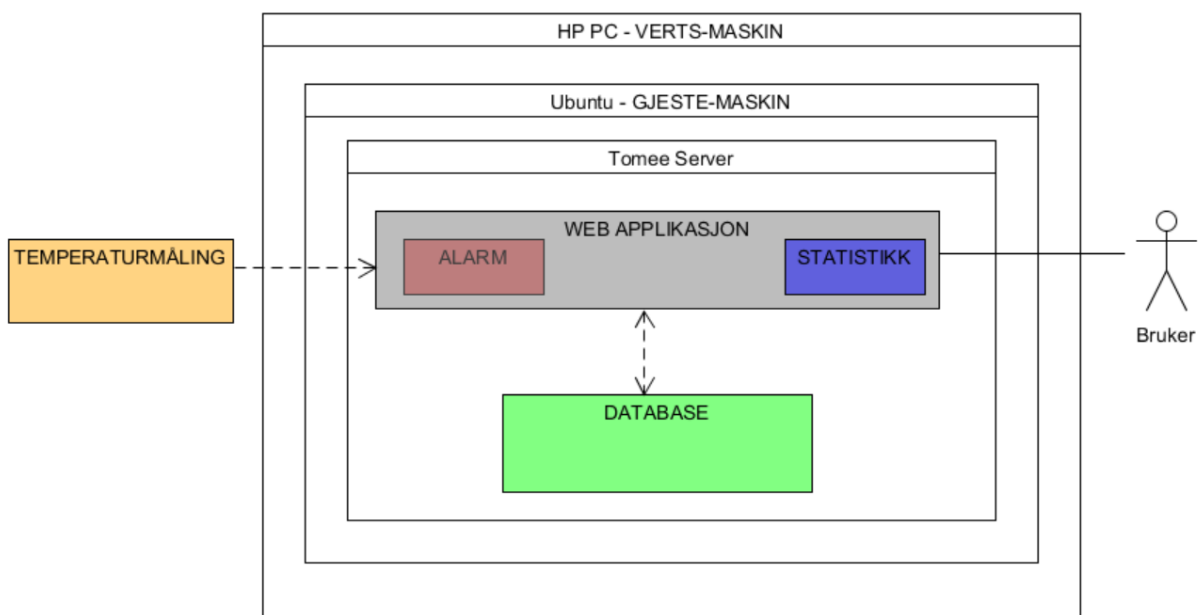 HP PC - VERTS-MASKIN
Ubuntu - GJESTE-MASKIN
Tomee Server
WEB APPLIKASJON
TEMPERATURMÅLING
ALARM
STATISTIKK
Bruker
DATABASE